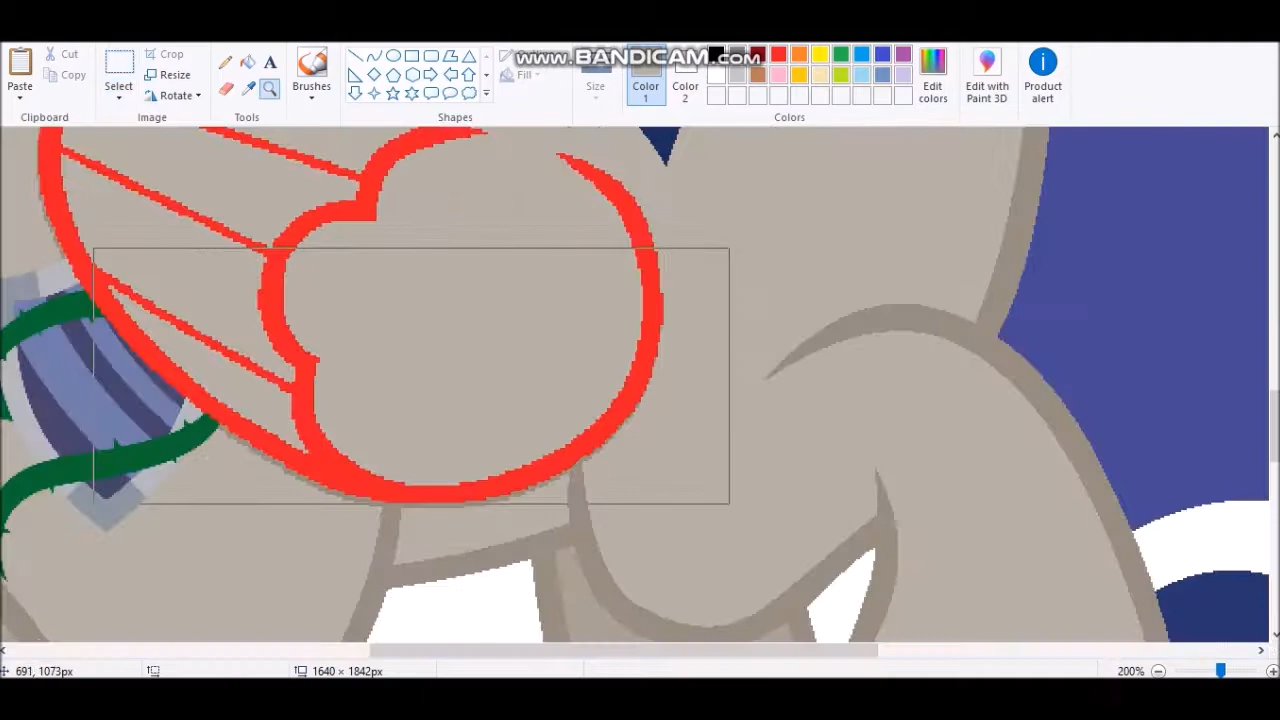 Cut
Crop
www.BANDICAM.com
Copy
Resize
Fill
Paste
Select
Rotate
Brushes
Size
Color
1
Color
2
Edit
colors
Edit with
Paint 3D
Product
alert
Clipboard
Image
Tools
Shapes
Colors
691, 1073px
1640 × 1842px
200%